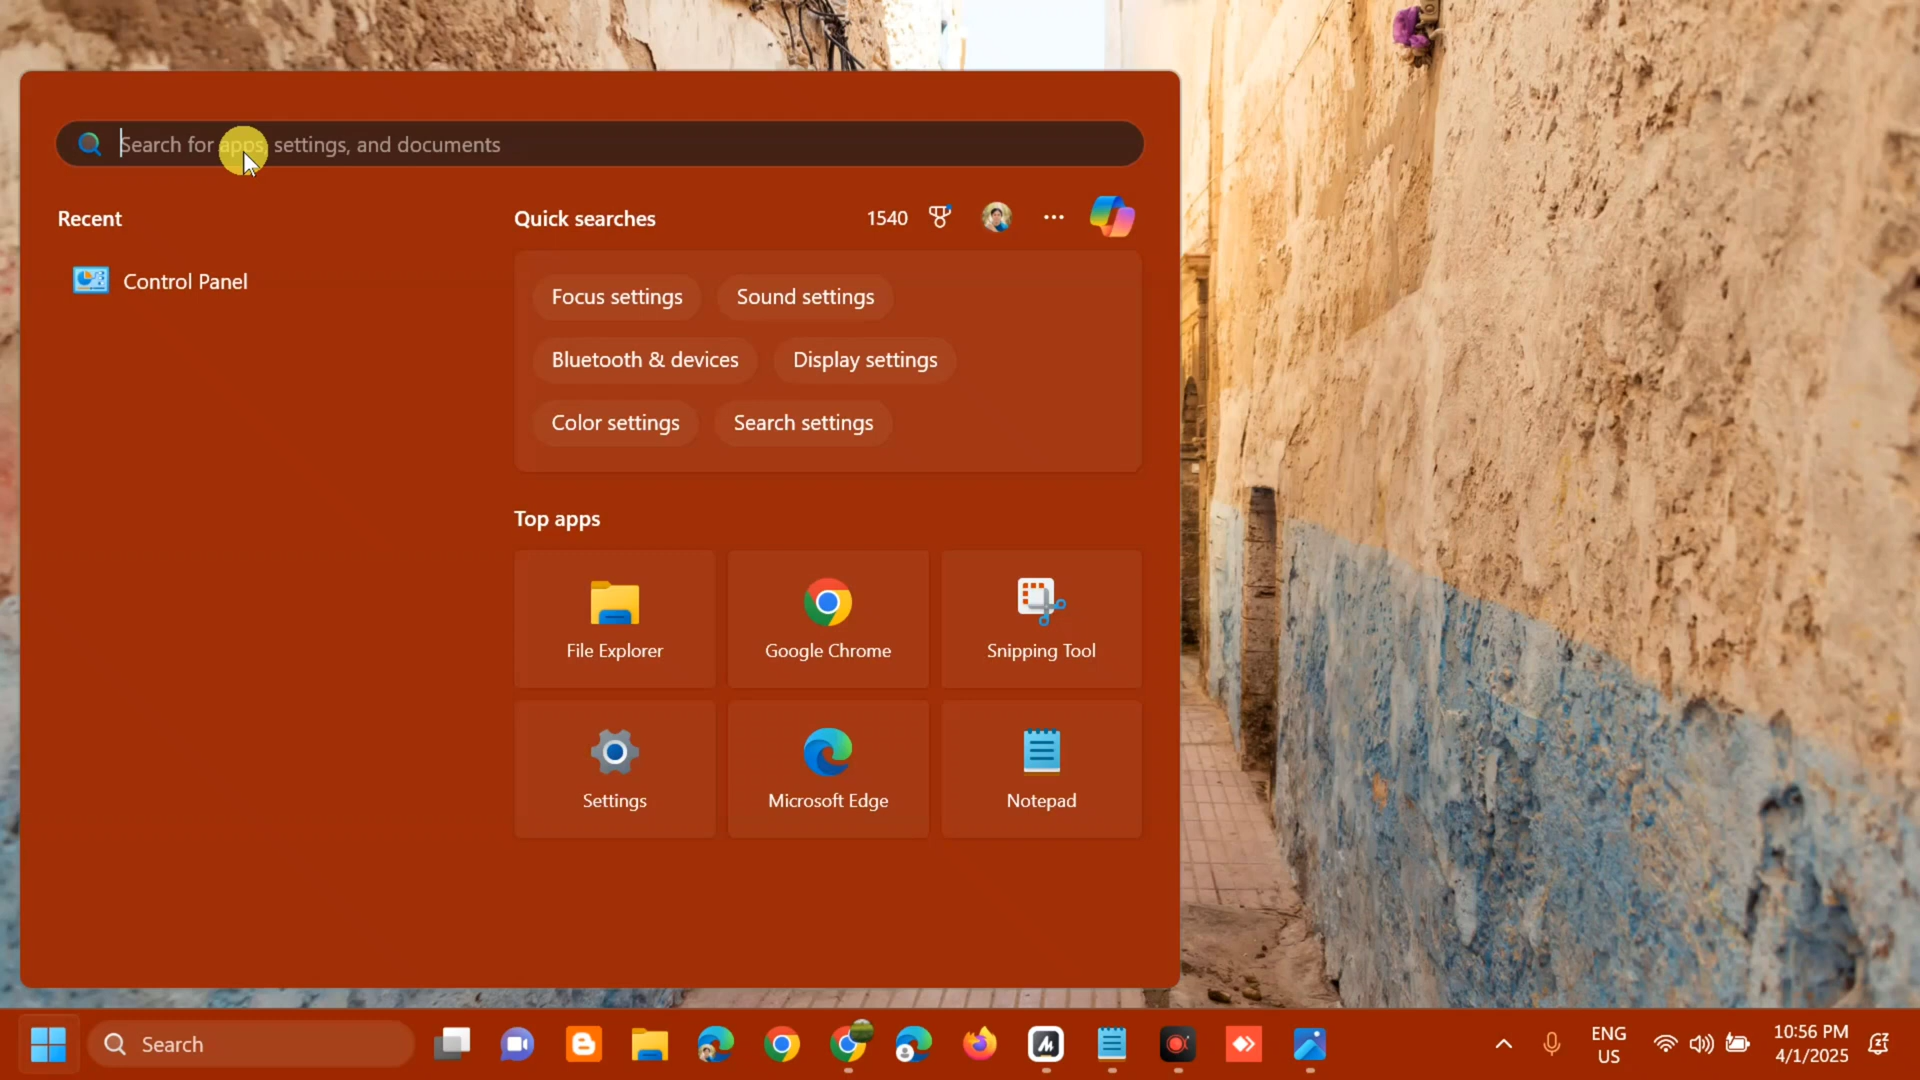 Search for apps, settings, and documents
Recent
Quick searches
1540
Control Panel
Focus settings
Sound settings
Bluetooth & devices
Display settings
Color settings
Search settings
Top apps
File Explorer
Google Chrome
Snipping Tool
Settings
Microsoft Edge
Notepad
Search
ENG
US
10:56 PM
4/1/2025